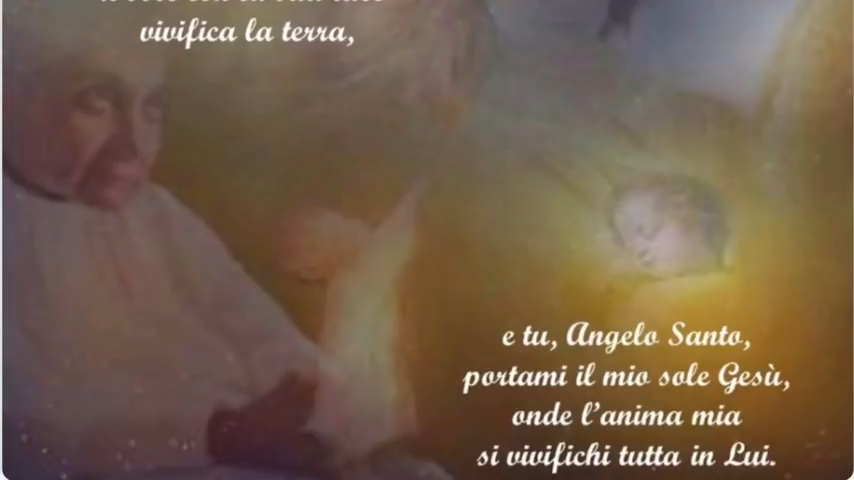 vivifica la terra,
e tu, Angelo Santo,
portami il mio sole Gesù,
onde l'anima mia
si vivifichi tutta in Lui.